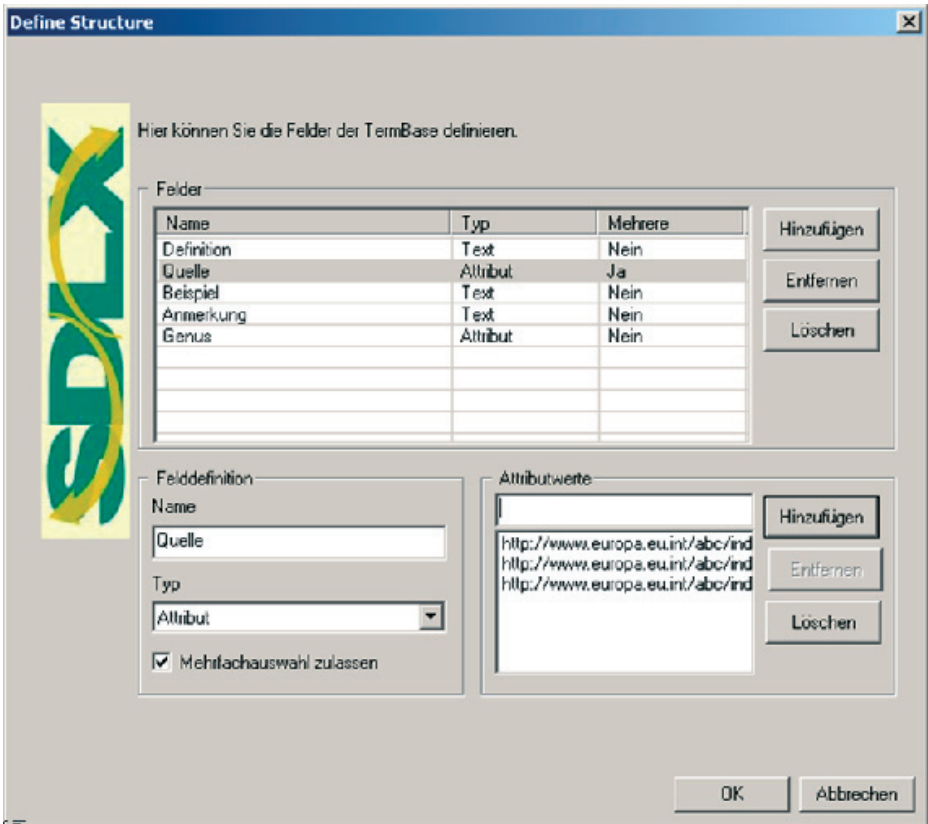 Define Structure
SDLX
Hier können Sie die Felder der TermBase definieren.
Felder
Name Typ Mehrere
Definition Text Nein
Quelle Attribut Ja
Beispiel Text Nein
Anmerkung Text Nein
Genus Attribut Nein
Hinzufügen
Entfernen
Löschen
Felddefinition
Name
Quelle
Typ
Attribut
Mehrfachauswahl zulassen
Attributwerte
http://www.europa.eu.int/abc/ind
http://www.europa.eu.int/abc/ind
http://www.europa.eu.int/abc/ind
Hinzufügen
Entfernen
Löschen
OK Abbrechen